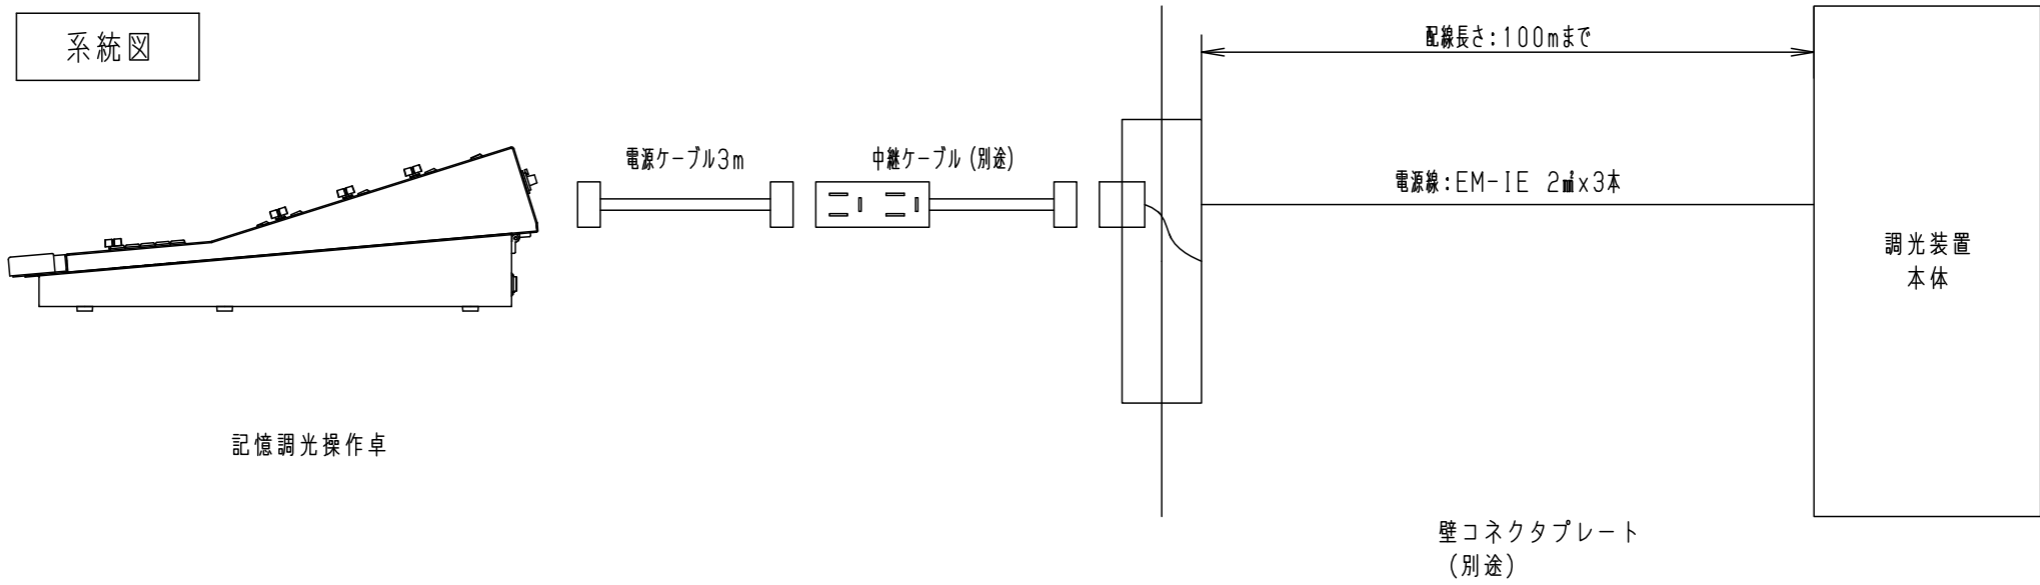 系統図
配線長さ:100mまで
電源ケーブル3m
中継ケーブル(別途)
電源線:EM-IE 2㎟x3本
調光装置
本体
記憶調光操作卓
壁コネクタプレート
(別途)